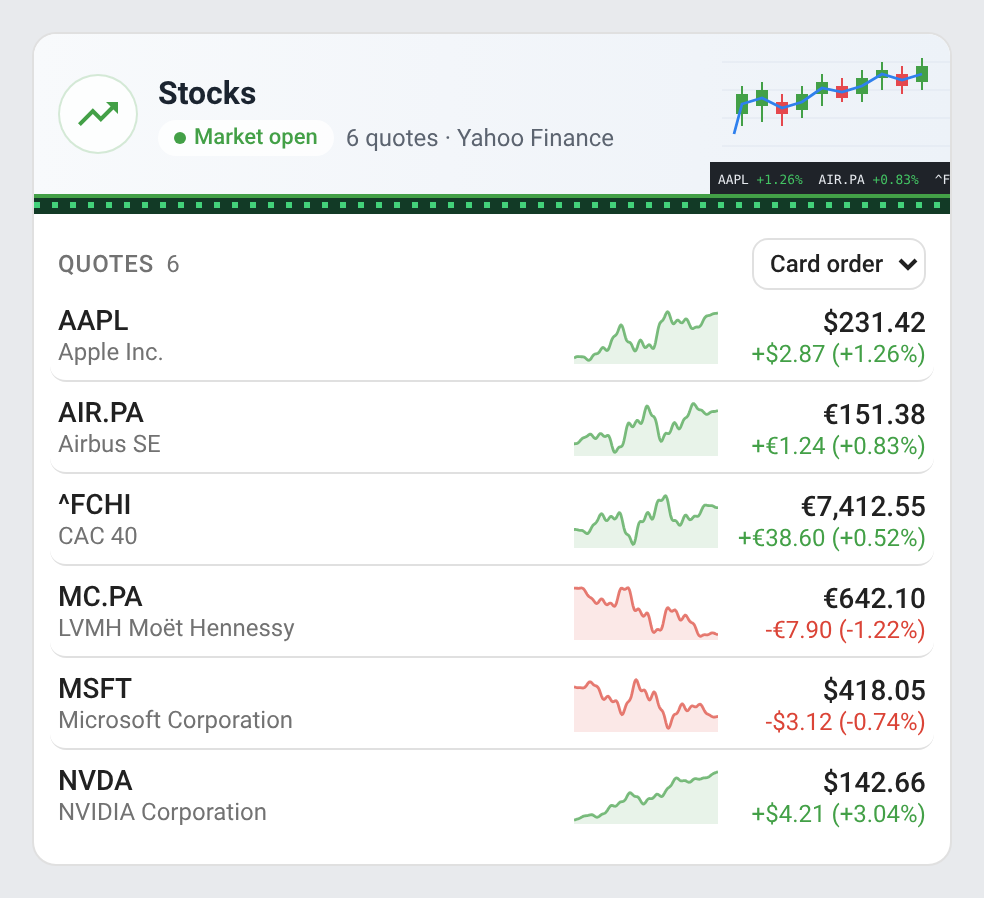 Stocks
Market open
6 quotes · Yahoo Finance
AAPL +1.26% AIR.PA +0.83% ^F
QUOTES 6
Card order
AAPL
Apple Inc.
$231.42
+$2.87 (+1.26%)
AIR.PA
Airbus SE
€151.38
+€1.24 (+0.83%)
^FCHI
CAC 40
€7,412.55
+€38.60 (+0.52%)
MC.PA
LVMH Moët Hennessy
€642.10
-€7.90 (-1.22%)
MSFT
Microsoft Corporation
$418.05
-$3.12 (-0.74%)
NVDA
NVIDIA Corporation
$142.66
+$4.21 (+3.04%)